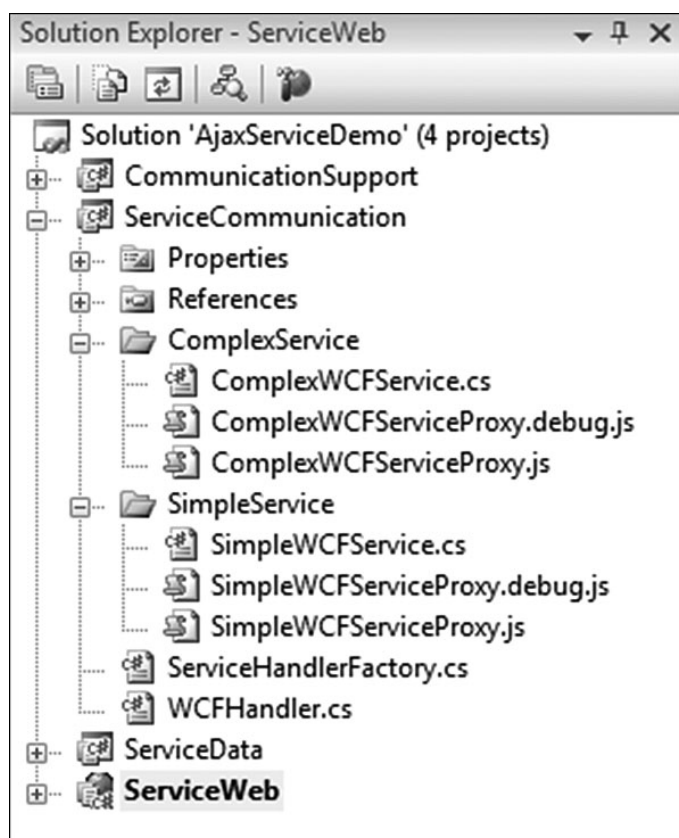 Solution Explorer - ServiceWeb
Solution 'AjaxServiceDemo' (4 projects)
CommunicationSupport
ServiceCommunication
Properties
References
ComplexService
ComplexWCFService.cs
ComplexWCFServiceProxy.debug.js
ComplexWCFServiceProxy.js
SimpleService
SimpleWCFService.cs
SimpleWCFServiceProxy.debug.js
SimpleWCFServiceProxy.js
ServiceHandlerFactory.cs
WCFHandler.cs
ServiceData
ServiceWeb